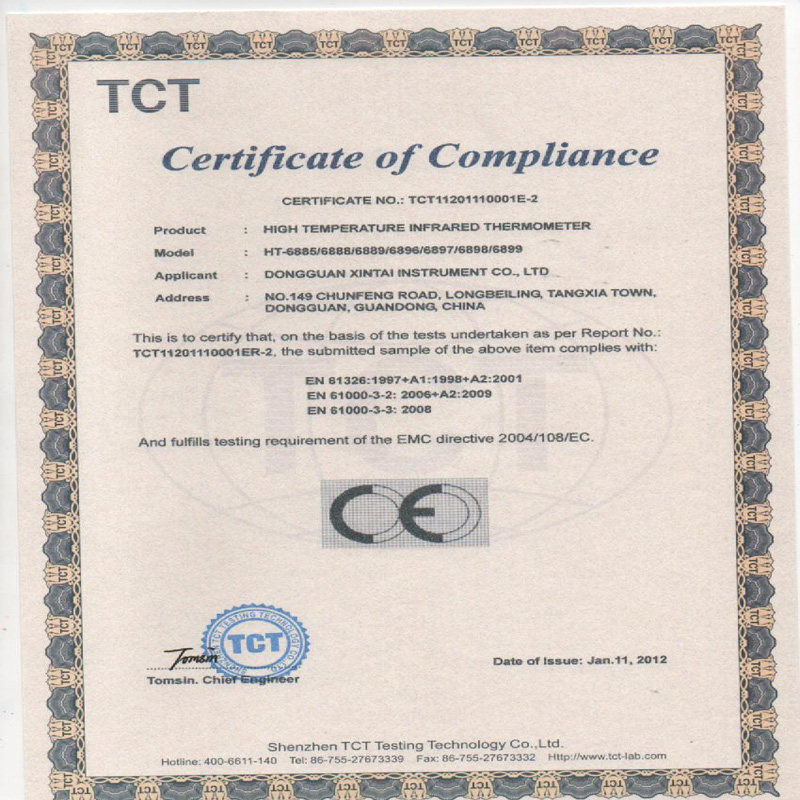 TCT
Certificate of Compliance
CERTIFICATE NO.: TCT11201110001E-2
Product : HIGH TEMPERATURE INFRARED THERMOMETER
Model : HT-6885/6888/6889/6896/6897/6898/6899
Applicant : DONGGUAN XINTAI INSTRUMENT CO., LTD
Address : NO.149 CHUNFENG ROAD, LONGBEILING, TANGXIA TOWN,
DONGGUAN, GUANDONG, CHINA
This is to certify that, on the basis of the tests undertaken as per Report No.:
TCT11201110001ER-2, the submitted sample of the above item complies with:
EN 61326:1997+A1:1998+A2:2001
EN 61000-3-2: 2006+A2:2009
EN 61000-3-3: 2008
And fulfills testing requirement of the EMC directive 2004/108/EC.
CE
TCT TESTING TECHNOLOGY CO., LTD.
TCT
Tomsin
Tomsin. Chief Engineer
Date of Issue: Jan.11, 2012
Shenzhen TCT Testing Technology Co.,Ltd.
Hotline: 400-6611-140 Tel: 86-755-27673339 Fax: 86-755-27673332 Http://www.tct-lab.com